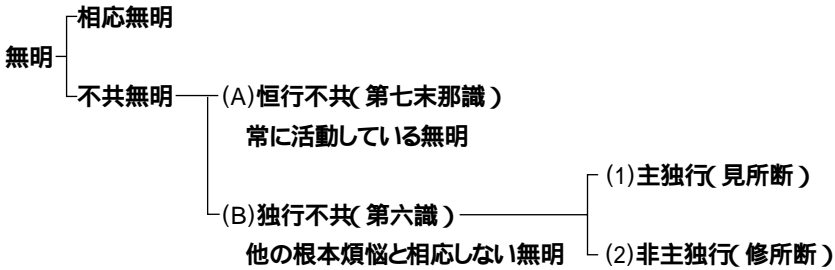 相応無明
無明
不共無明 (A)恒行不共(第七末那識)
常に活動している無明
(1)主独行(見所断)
(B)独行不共(第六識)
他の根本煩悩と相応しない無明 (2)非主独行(修所断)